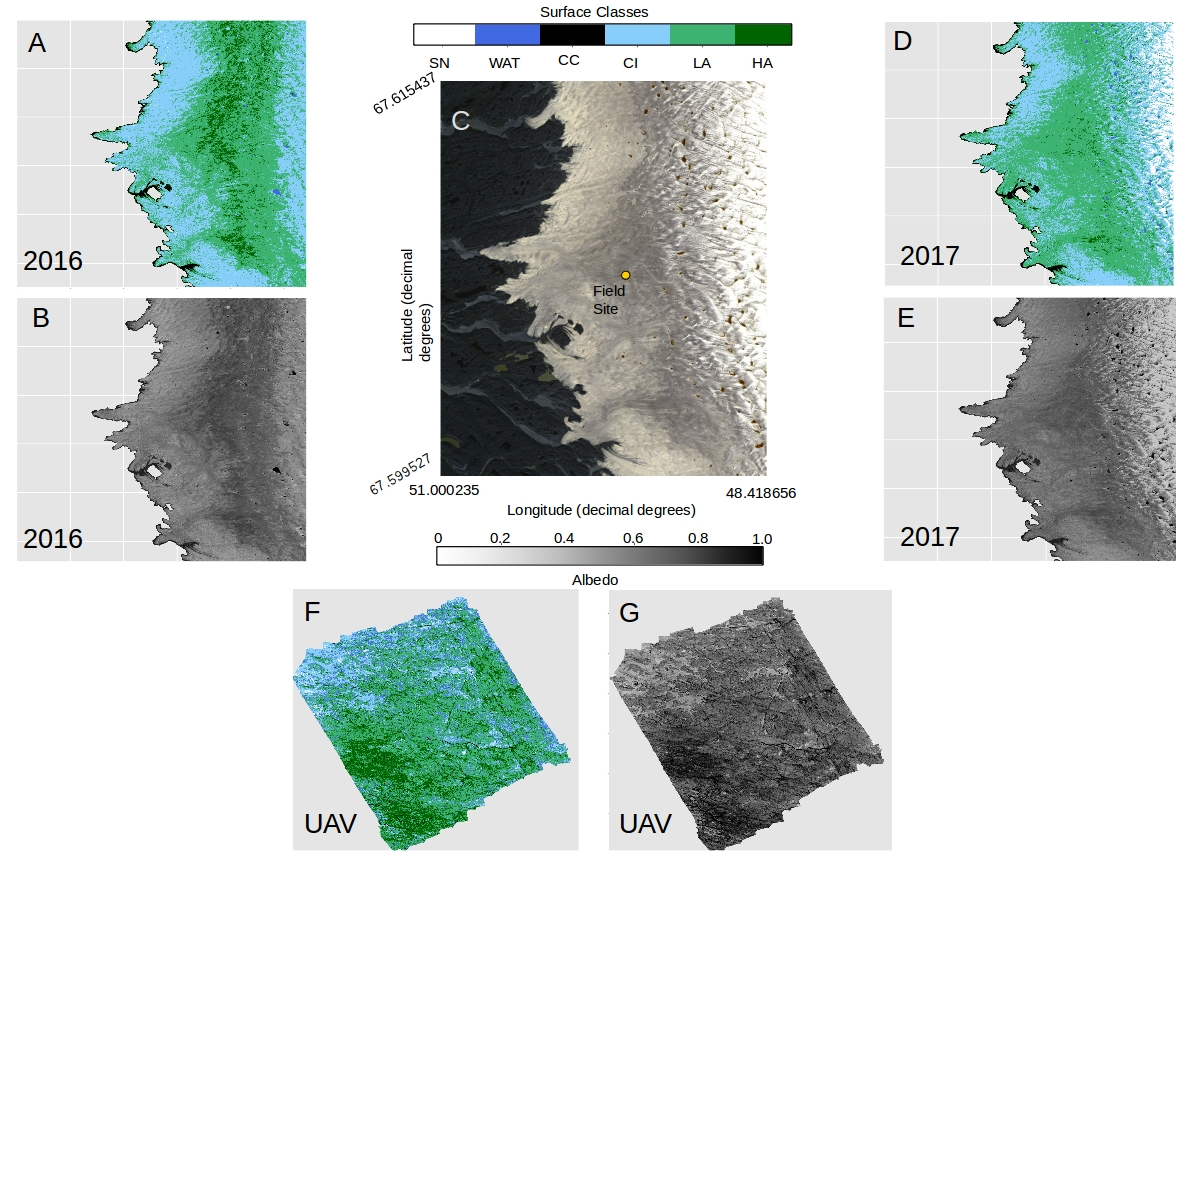 Surface Classes
A
D
SN
WAT
CC
CI
LA
HA
67.615437
C
2016
2017
Latitude (decimal
degrees)
Field
Site
B
E
67.599527
51.000235
48.418656
Longitude (decimal degrees)
0
0,2
0.4
0.6
0.8
1.0
2016
2017
Albedo
F
G
UAV
UAV